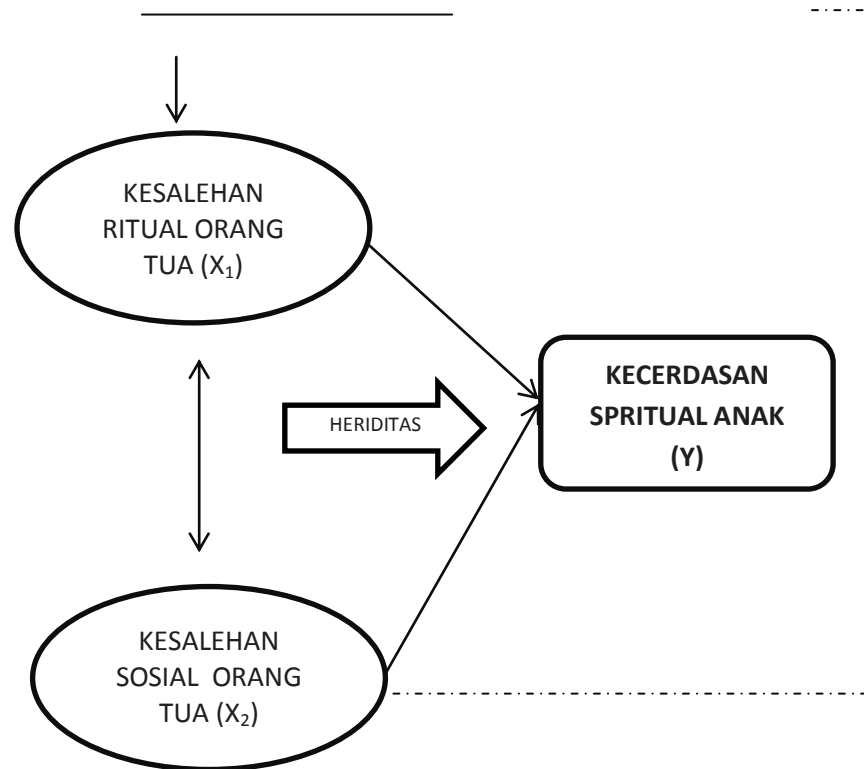 KESALEHAN
RITUAL ORANG
TUA (X₁)
HERIDITAS
KECERDASAN
SPRITUAL ANAK
(Y)
KESALEHAN
SOSIAL ORANG
TUA (X₂)